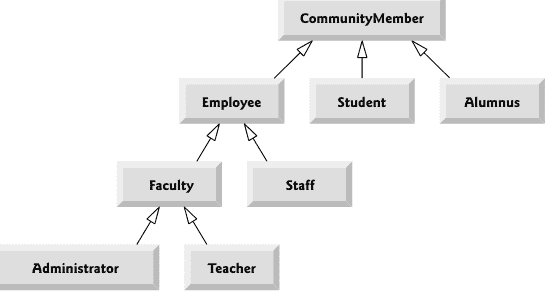 CommunityMember
Employee
Student
Alumnus
Faculty
Staff
Administrator
Teacher